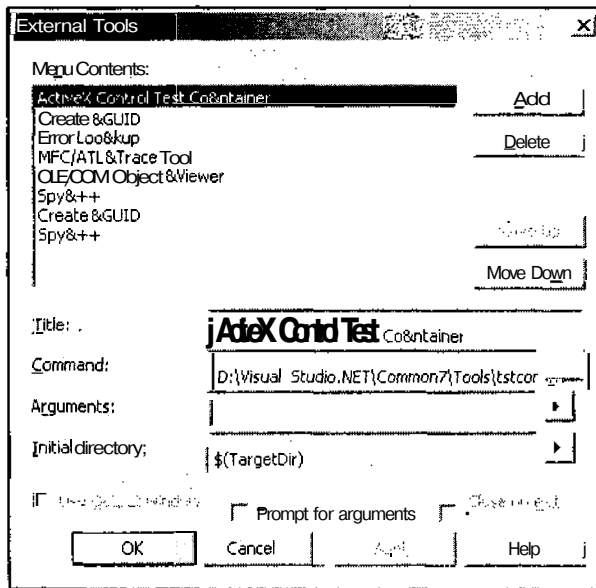 External Tools
Menu Contents:
ActiveX Control Test Co&ntainer
Add
Create &GUID
Error Loo&kup
Delete
MFC/ATL &Trace Tool
OLE/COM Object &Viewer
Spy&++
Create &GUID
Spy&++
Move Up
Move Down
Title:
ActiveX Control Test Co&ntainer
Command:
D:\Visual Studio.NET\Common7\Tools\tstcor
Arguments:
Initial directory;
$(TargetDir)
Prompt for arguments
OK
Cancel
Help